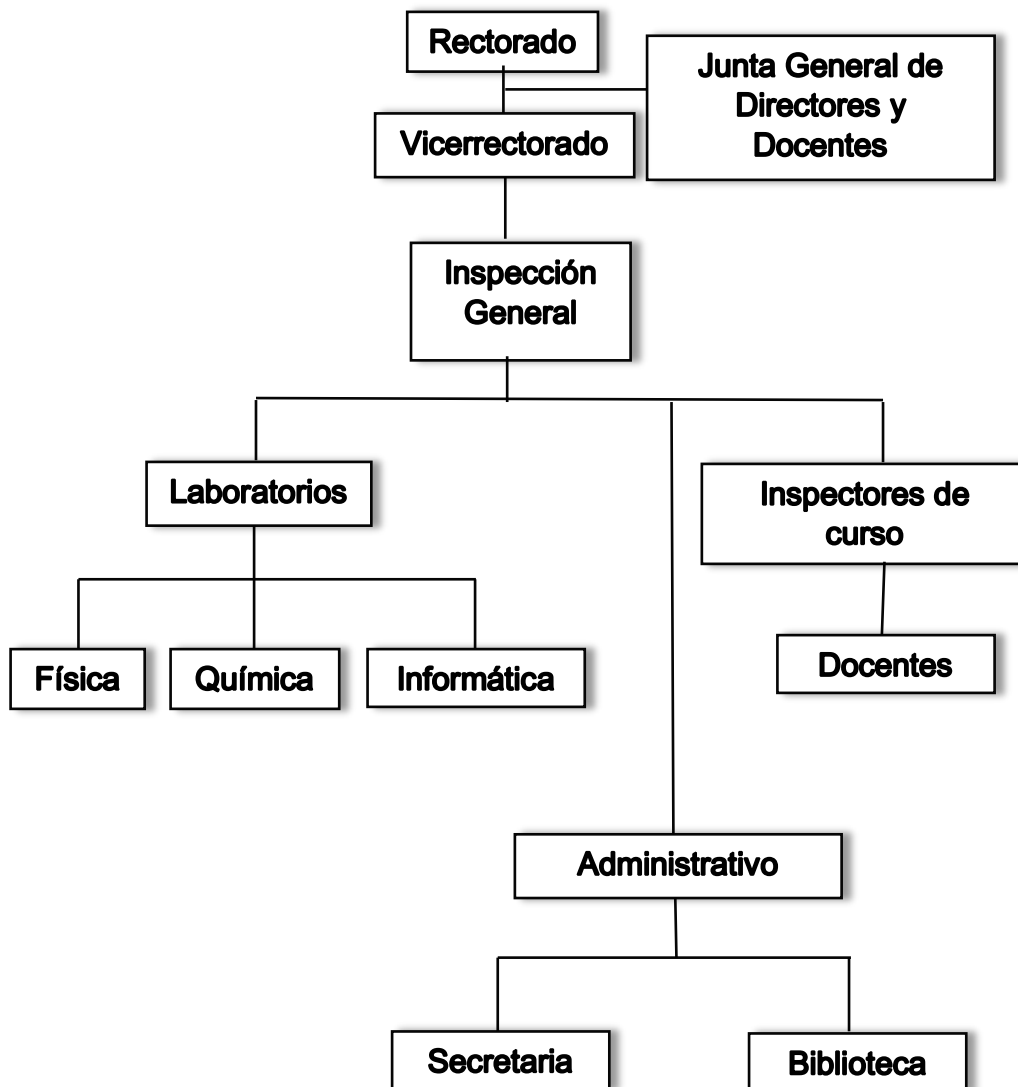 Rectorado
Junta General de
Directores y
Docentes
Vicerrectorado
Inspección
General
Laboratorios
Inspectores de
curso
Física
Química
Informática
Docentes
Administrativo
Secretaria
Biblioteca